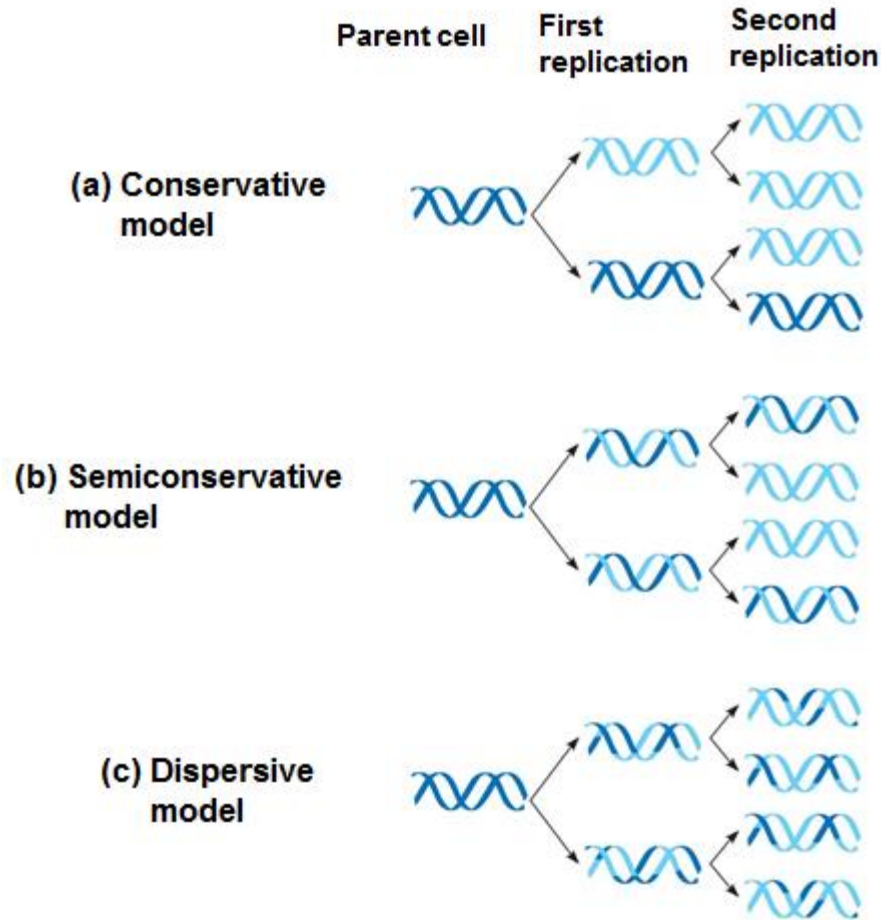 Parent cell
First
replication
Second
replication
(a) Conservative
model
(b) Semiconservative
model
(c) Dispersive
model